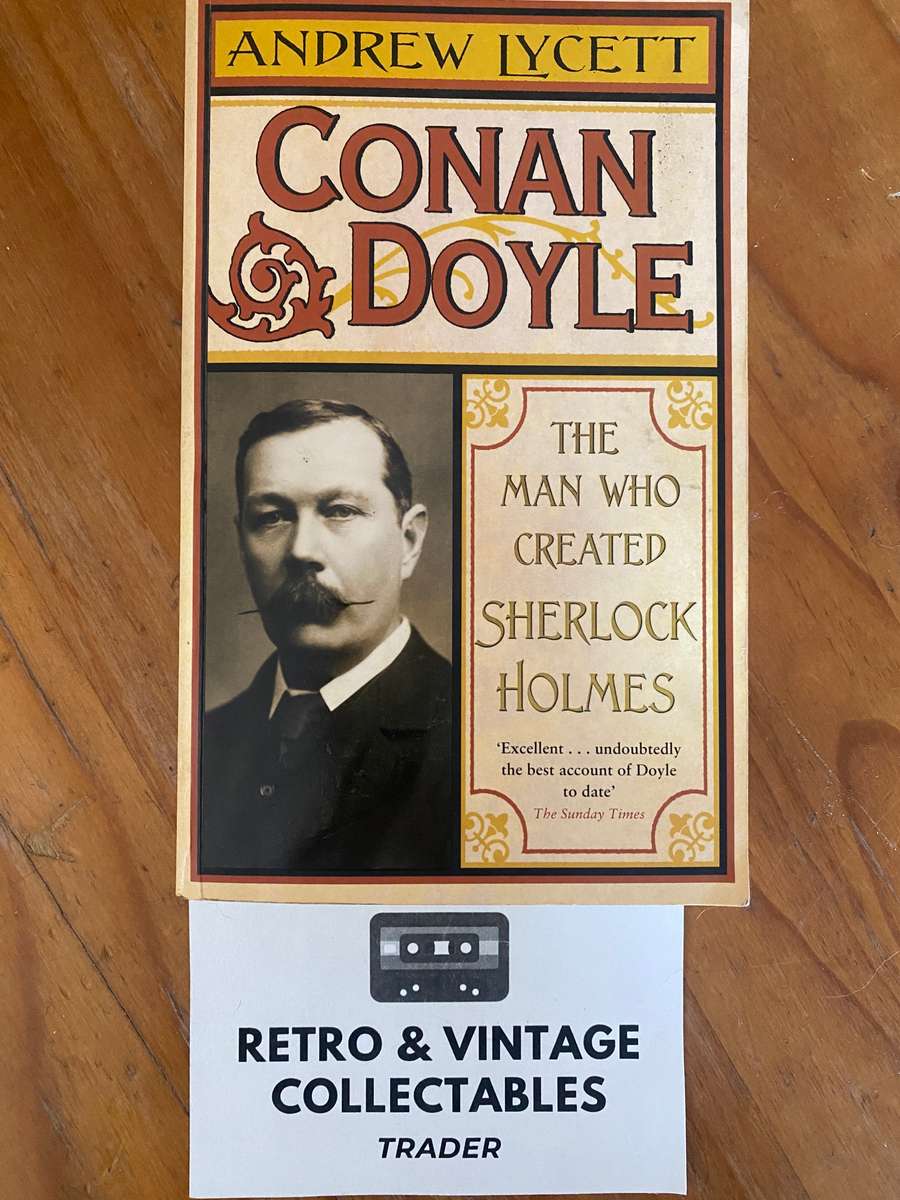 ANDREW LYCETT
CONAN
DOYLE
THE
MAN WHO
CREATED
SHERLOCK
HOLMES
‘Excellent . . . undoubtedly
the best account of Doyle
to date’
The Sunday Times
RETRO & VINTAGE
COLLECTABLES
TRADER